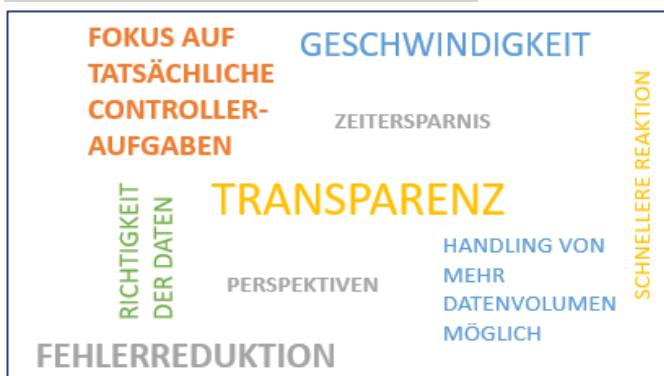 FOKUS AUF
TATSÄCHLICHE
CONTROLLER-
AUFGABEN
GESCHWINDIGKEIT
ZEITERSPARNIS
SCHNELLERE REAKTION
TRANSPARENZ
RICHTIGKEIT
DER DATEN
PERSPEKTIVEN
HANDLING VON
MEHR
DATENVOLUMEN
MÖGLICH
FEHLERREDUKTION